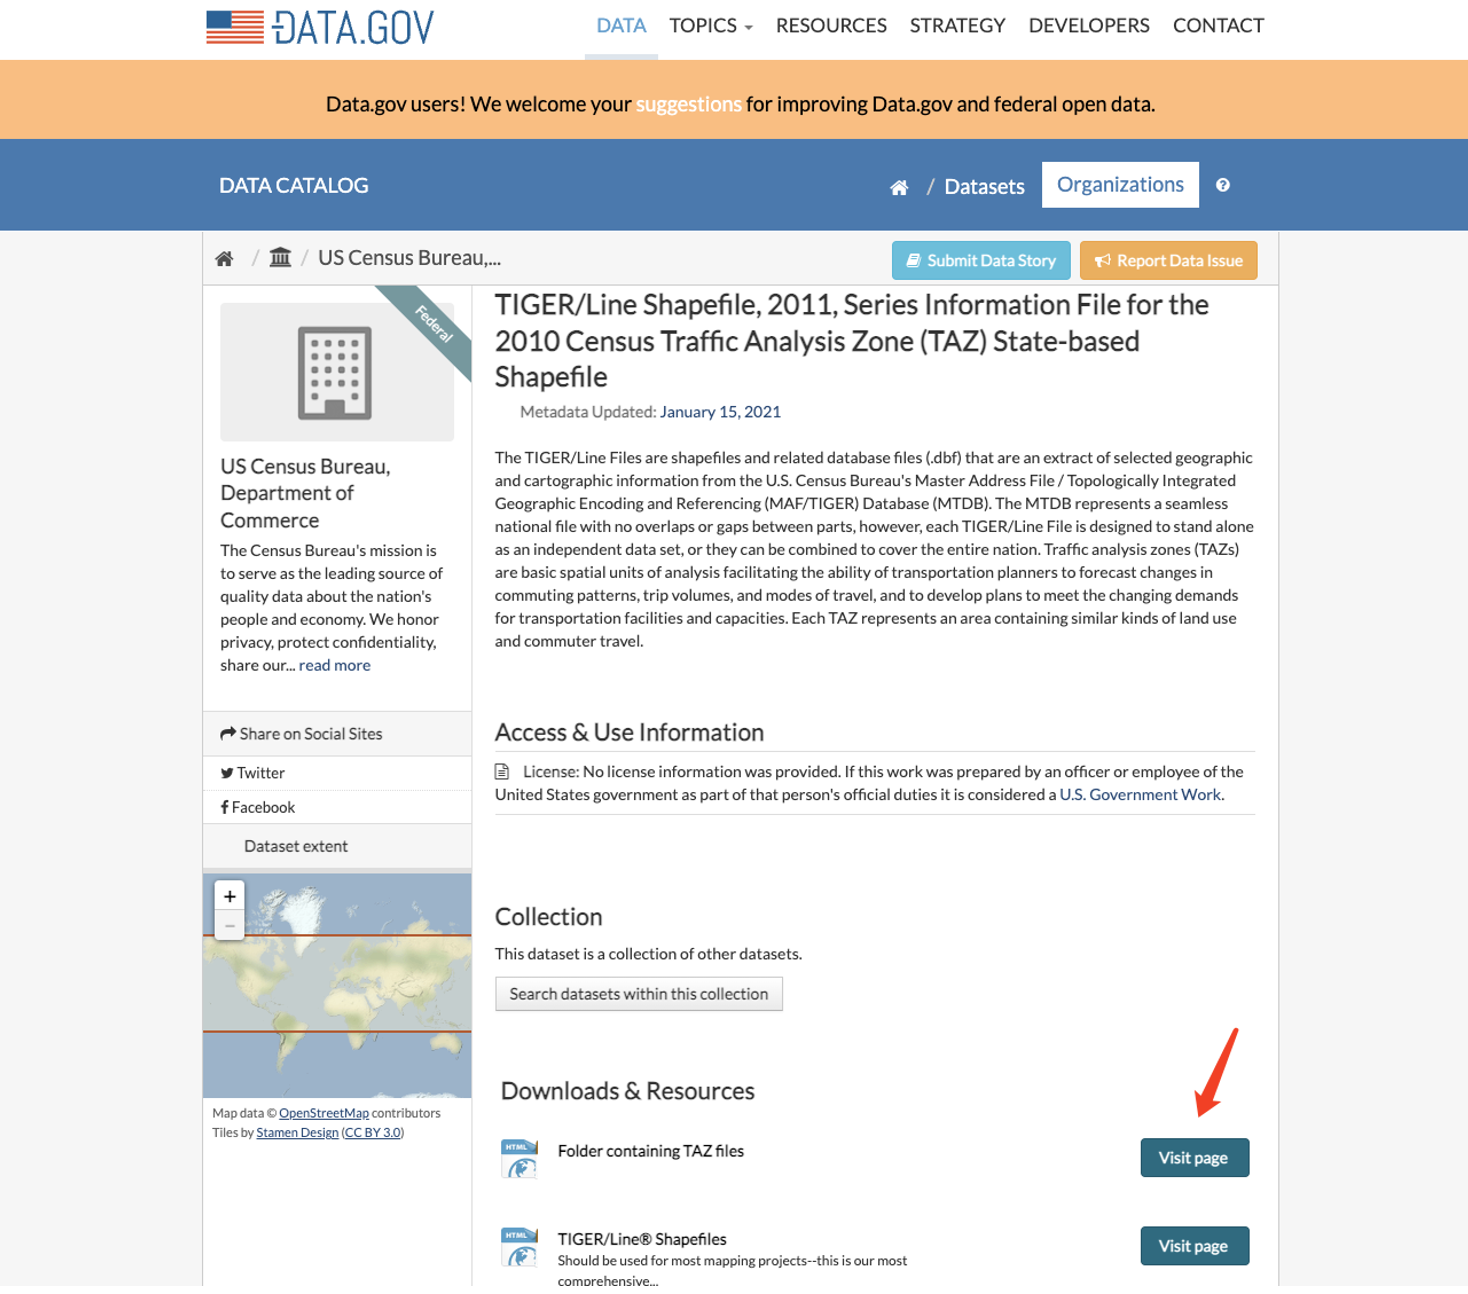 DATA.GOV
DATA TOPICS RESOURCES STRATEGY DEVELOPERS CONTACT
Data.gov users! We welcome your suggestions for improving Data.gov and federal open data.
DATA CATALOG
/ Datasets Organizations ?
/ / US Census Bureau,...
Submit Data Story Report Data Issue
Federal
US Census Bureau,
Department of
Commerce
The Census Bureau's mission is
to serve as the leading source of
quality data about the nation's
people and economy. We honor
privacy, protect confidentiality,
share our... read more
Share on Social Sites
Twitter
Facebook
Dataset extent
+
−
Map data © OpenStreetMap contributors
Tiles by Stamen Design (CC BY 3.0)
TIGER/Line Shapefile, 2011, Series Information File for the
2010 Census Traffic Analysis Zone (TAZ) State-based
Shapefile
Metadata Updated: January 15, 2021
The TIGER/Line Files are shapefiles and related database files (.dbf) that are an extract of selected geographic
and cartographic information from the U.S. Census Bureau's Master Address File / Topologically Integrated
Geographic Encoding and Referencing (MAF/TIGER) Database (MTDB). The MTDB represents a seamless
national file with no overlaps or gaps between parts, however, each TIGER/Line File is designed to stand alone
as an independent data set, or they can be combined to cover the entire nation. Traffic analysis zones (TAZs)
are basic spatial units of analysis facilitating the ability of transportation planners to forecast changes in
commuting patterns, trip volumes, and modes of travel, and to develop plans to meet the changing demands
for transportation facilities and capacities. Each TAZ represents an area containing similar kinds of land use
and commuter travel.
Access & Use Information
License: No license information was provided. If this work was prepared by an officer or employee of the
United States government as part of that person's official duties it is considered a U.S. Government Work.
Collection
This dataset is a collection of other datasets.
Search datasets within this collection
Downloads & Resources
HTML
Folder containing TAZ files
Visit page
HTML
TIGER/Line® Shapefiles
Visit page
Should be used for most mapping projects--this is our most
comprehensive...